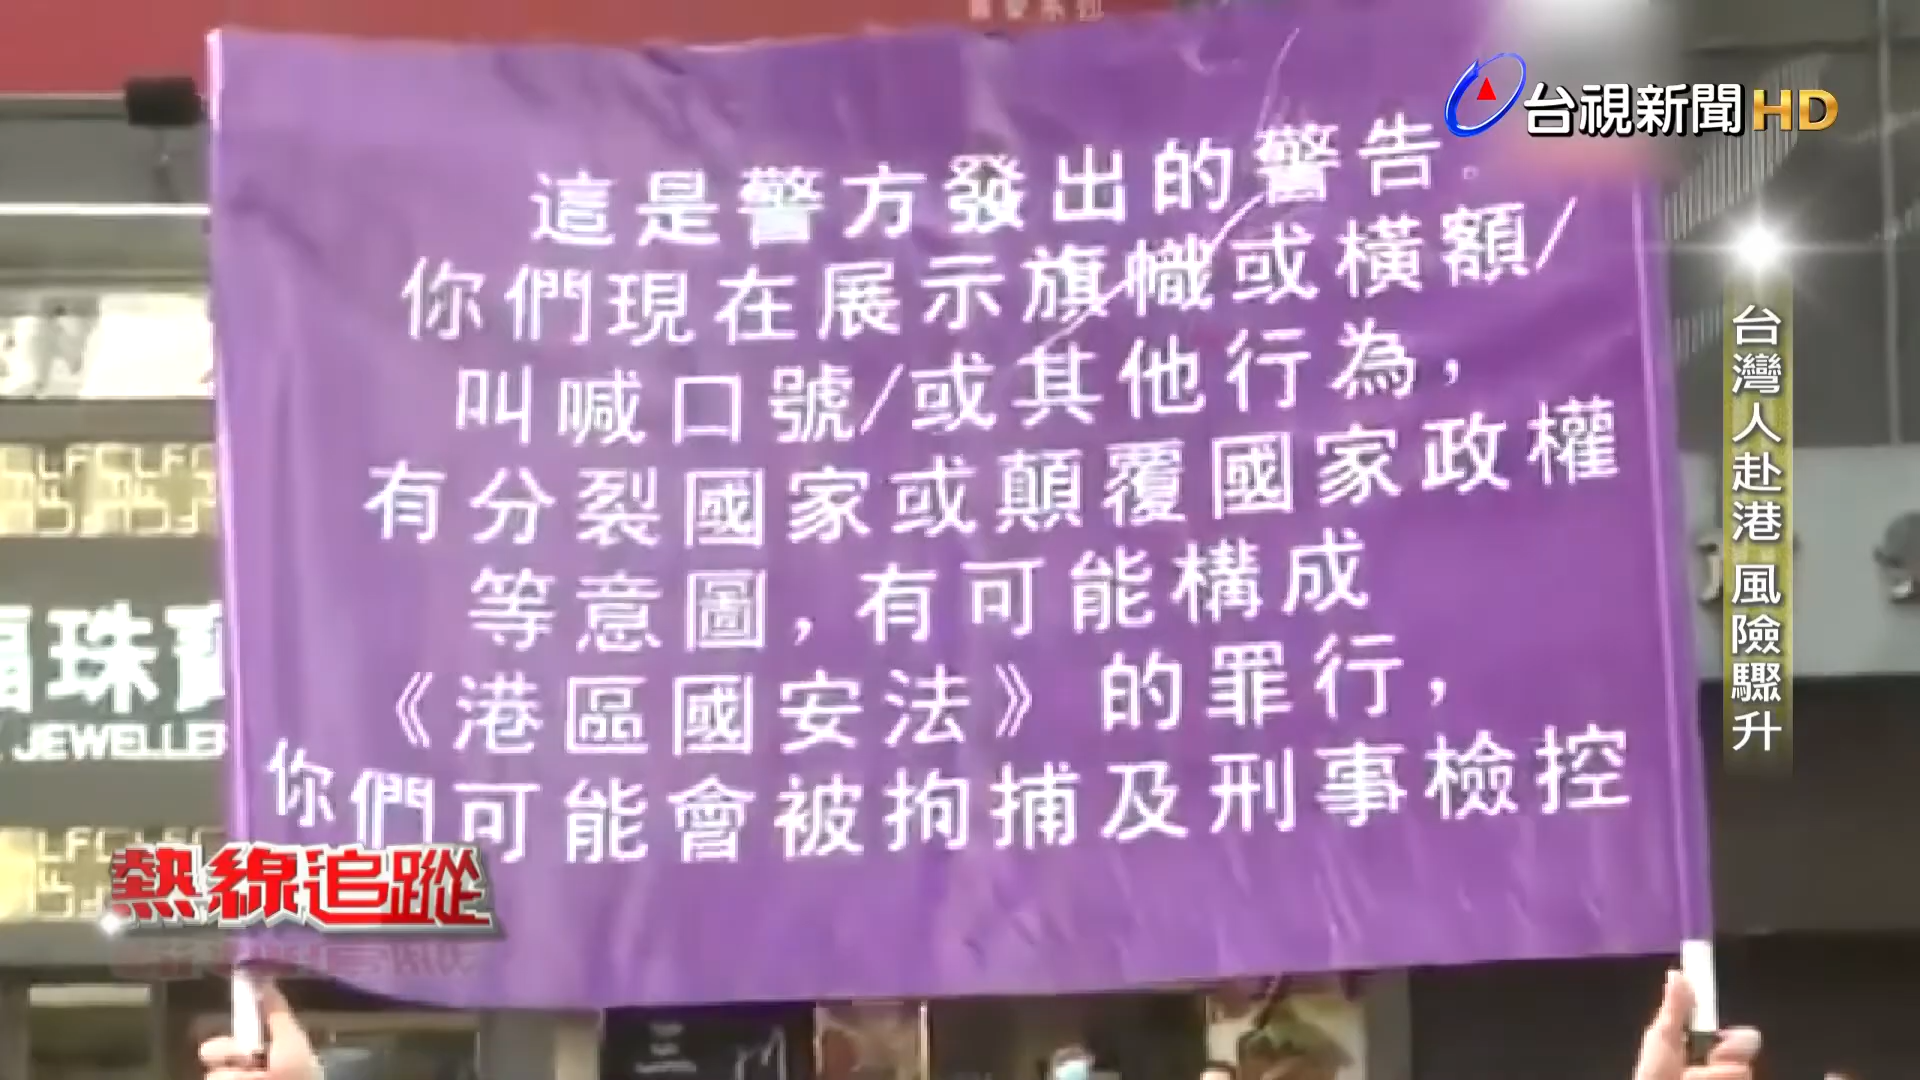 台視新聞HD
這是警方發出的警告。
你們現在展示旗幟或橫額/
叫喊口號/或其他行為，
有分裂國家或顛覆國家政權
等意圖，有可能構成
《港區國安法》的罪行，
你們可能會被拘捕及刑事檢控
台灣人赴港 風險驟升
珠寶
JEWELLER
熱線追蹤